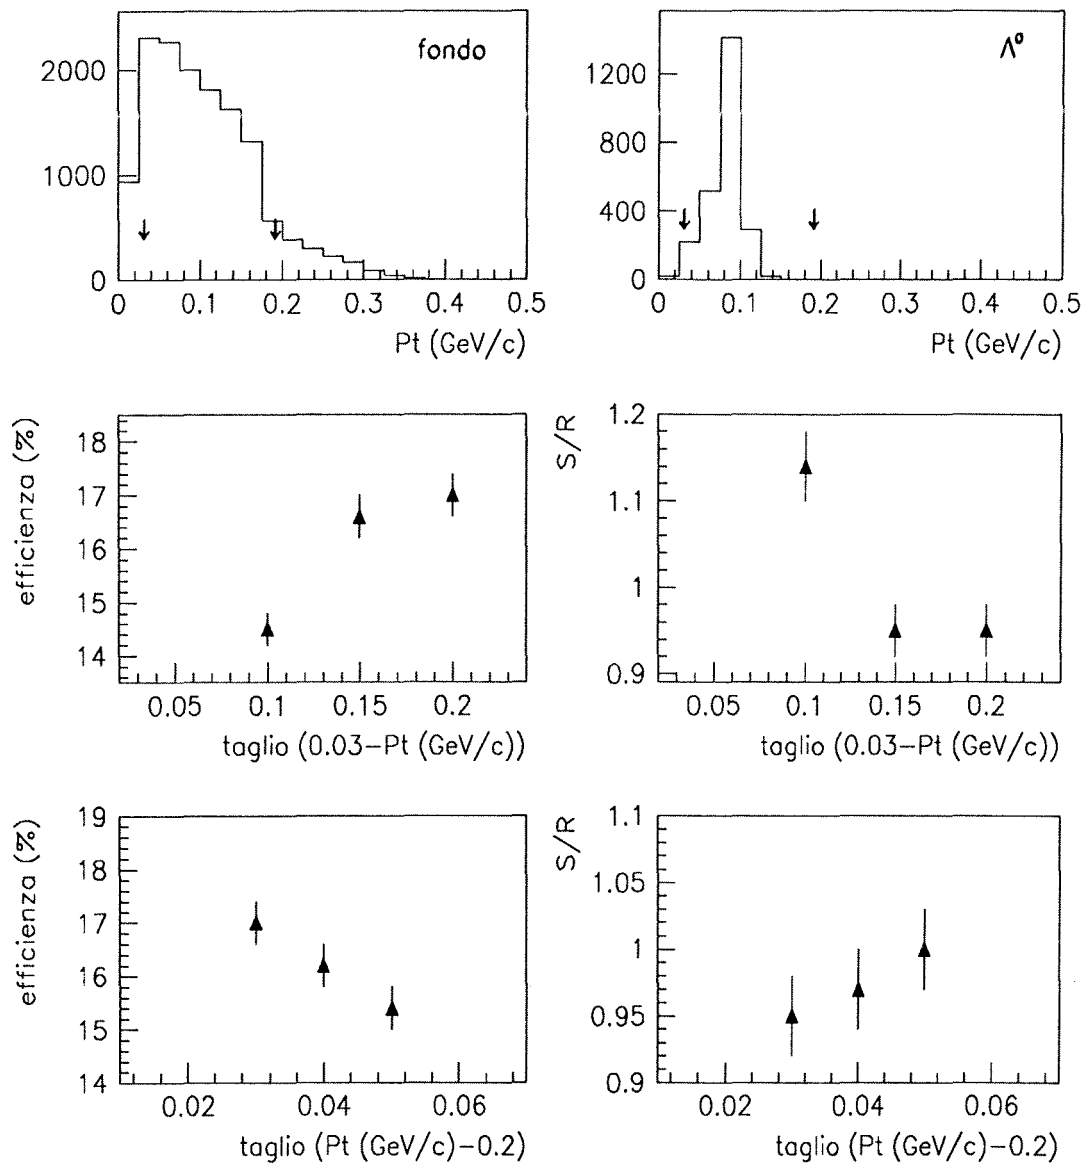 fondo
2000
1000
0
0 0.1 0.2 0.3 0.4 0.5
Pt (GeV/c)
Λ⁰
1200
800
400
0
0 0.1 0.2 0.3 0.4 0.5
Pt (GeV/c)
efficienza (%)
18
17
16
15
14
0.05 0.1 0.15 0.2
taglio (0.03-Pt (GeV/c))
S/R
1.2
1.1
1
0.9
0.05 0.1 0.15 0.2
taglio (0.03-Pt (GeV/c))
efficienza (%)
19
18
17
16
15
14
0.02 0.04 0.06
taglio (Pt (GeV/c)-0.2)
S/R
1.1
1.05
1
0.95
0.9
0.02 0.04 0.06
taglio (Pt (GeV/c)-0.2)